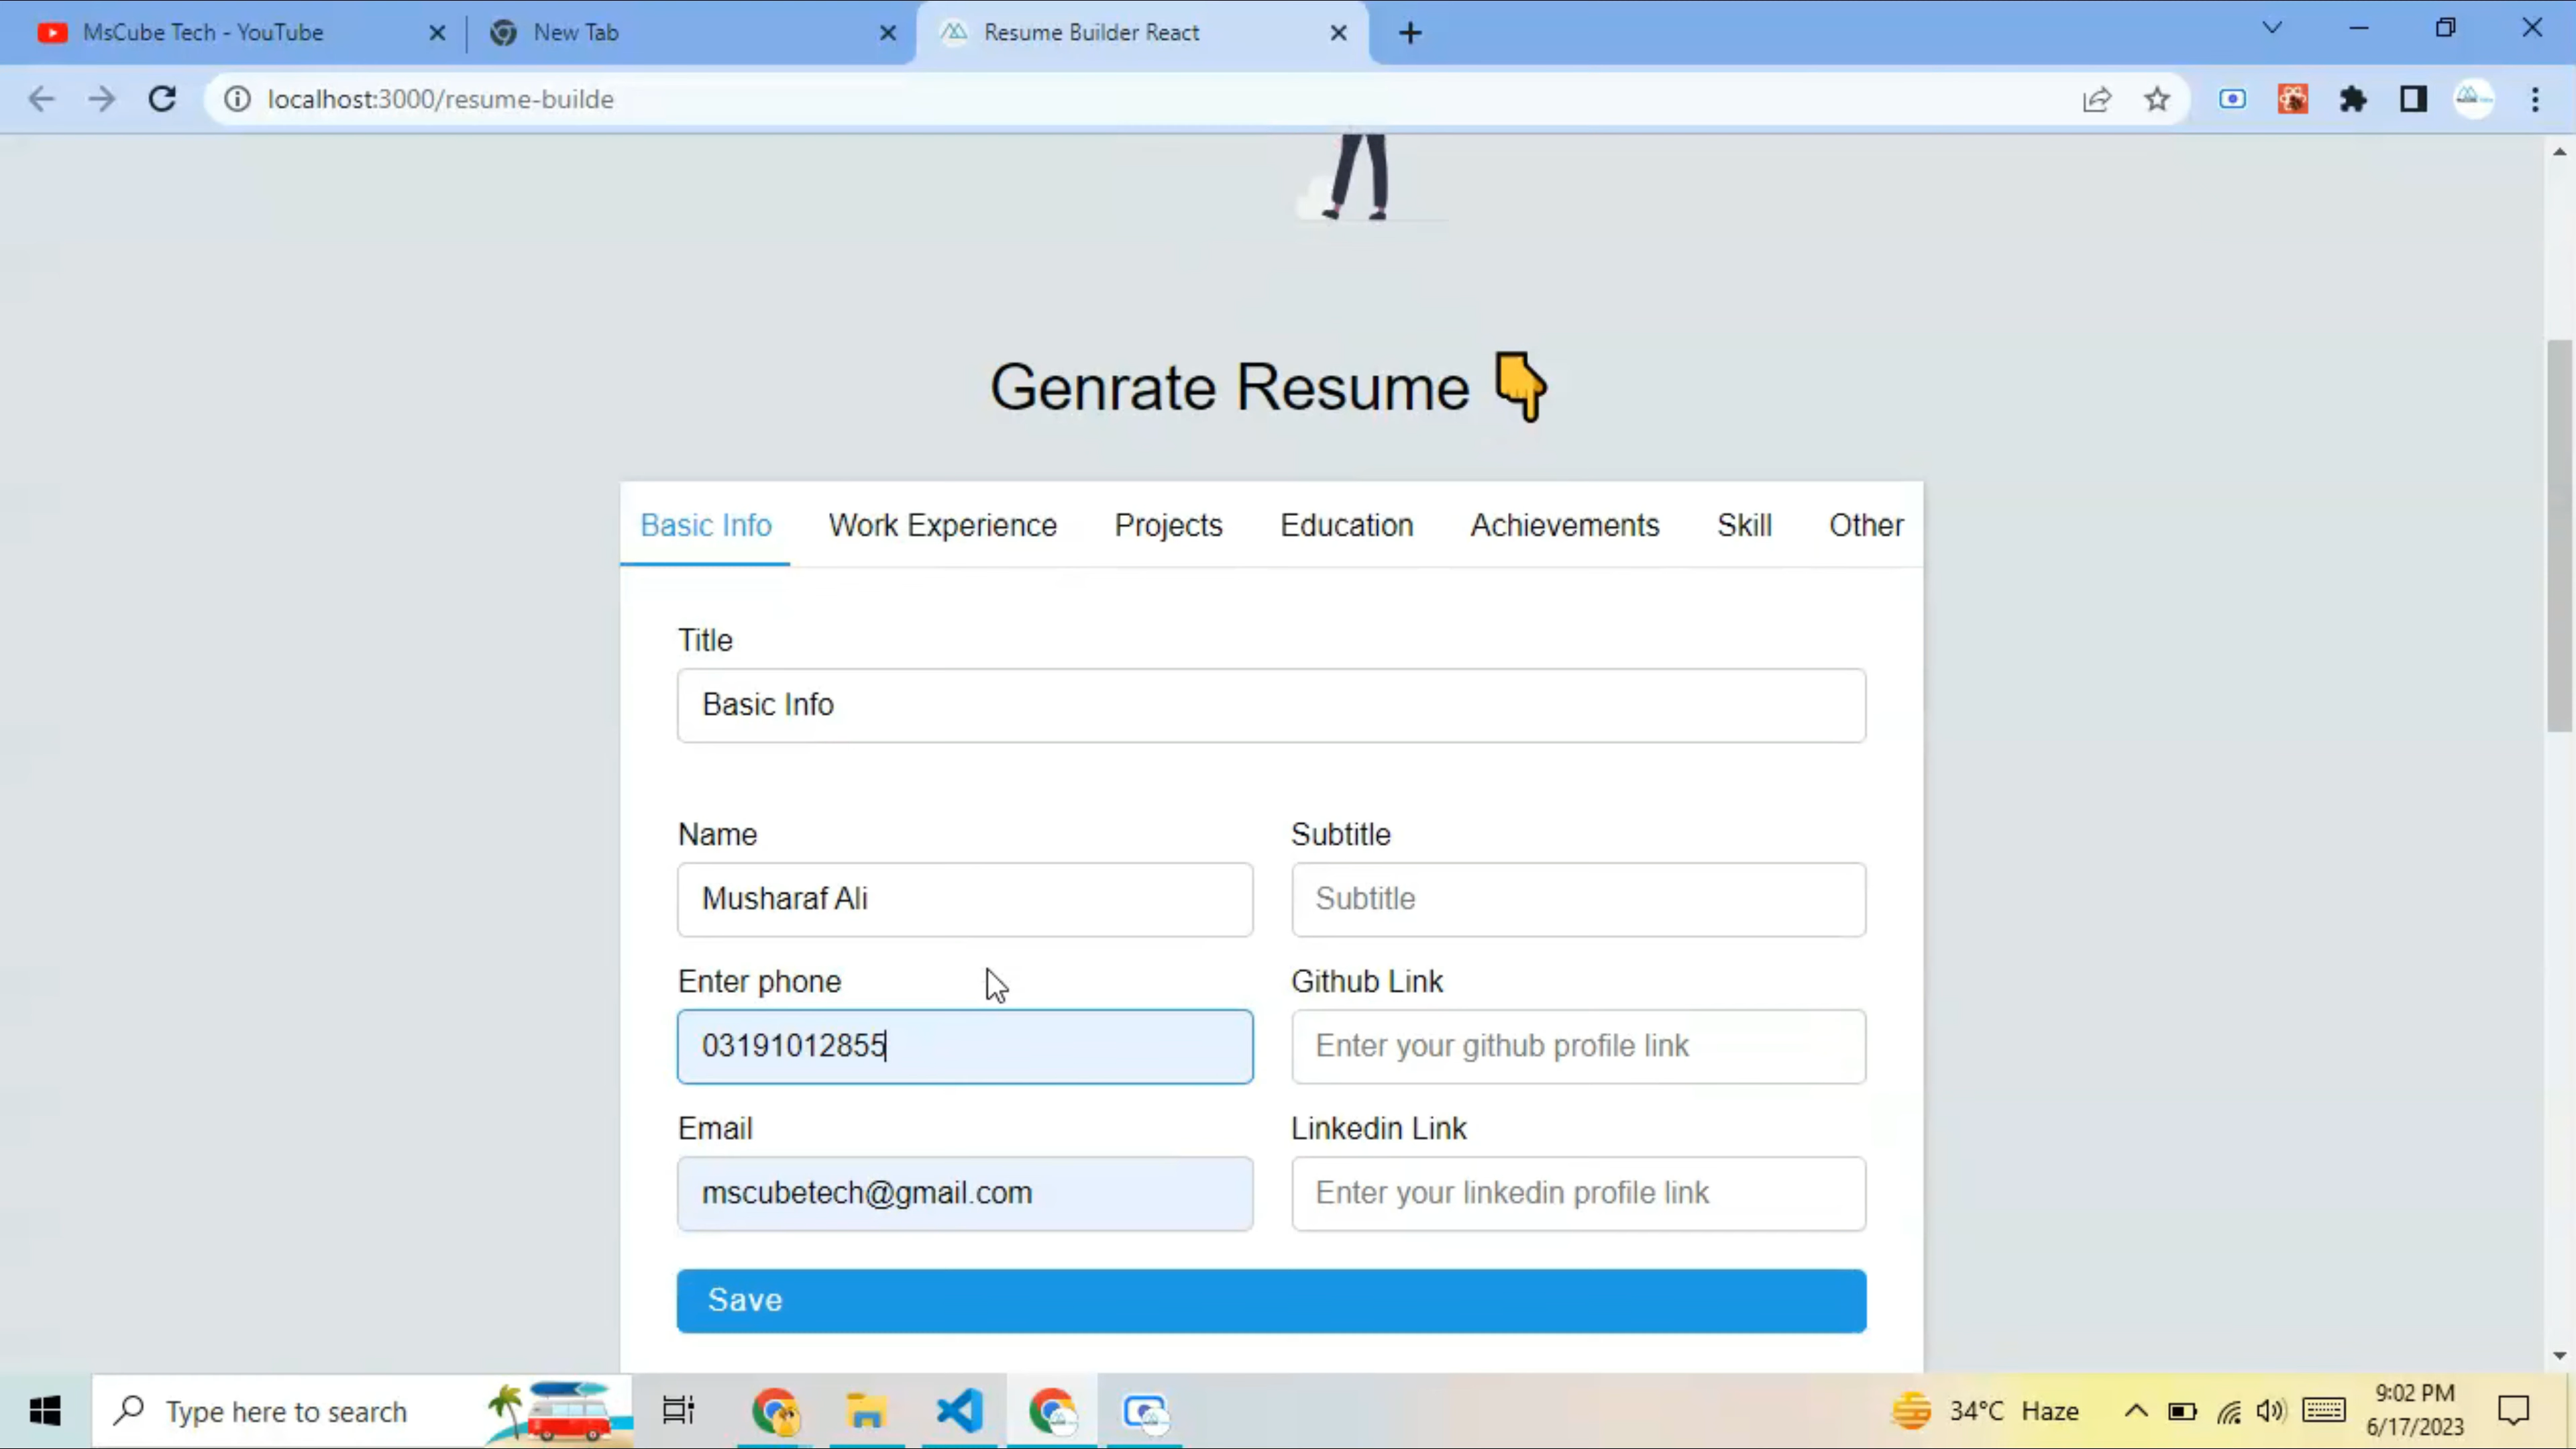 MsCube Tech - YouTube
New Tab
Resume Builder React
localhost:3000/resume-builde
Genrate Resume 👇
Basic Info Work Experience Projects Education Achievements Skill Other
Title
Basic Info
Name Subtitle
Musharaf Ali Subtitle
Enter phone Github Link
03191012855 Enter your github profile link
Email Linkedin Link
mscubetech@gmail.com Enter your linkedin profile link
Save
Type here to search
34°C Haze
9:02 PM
6/17/2023